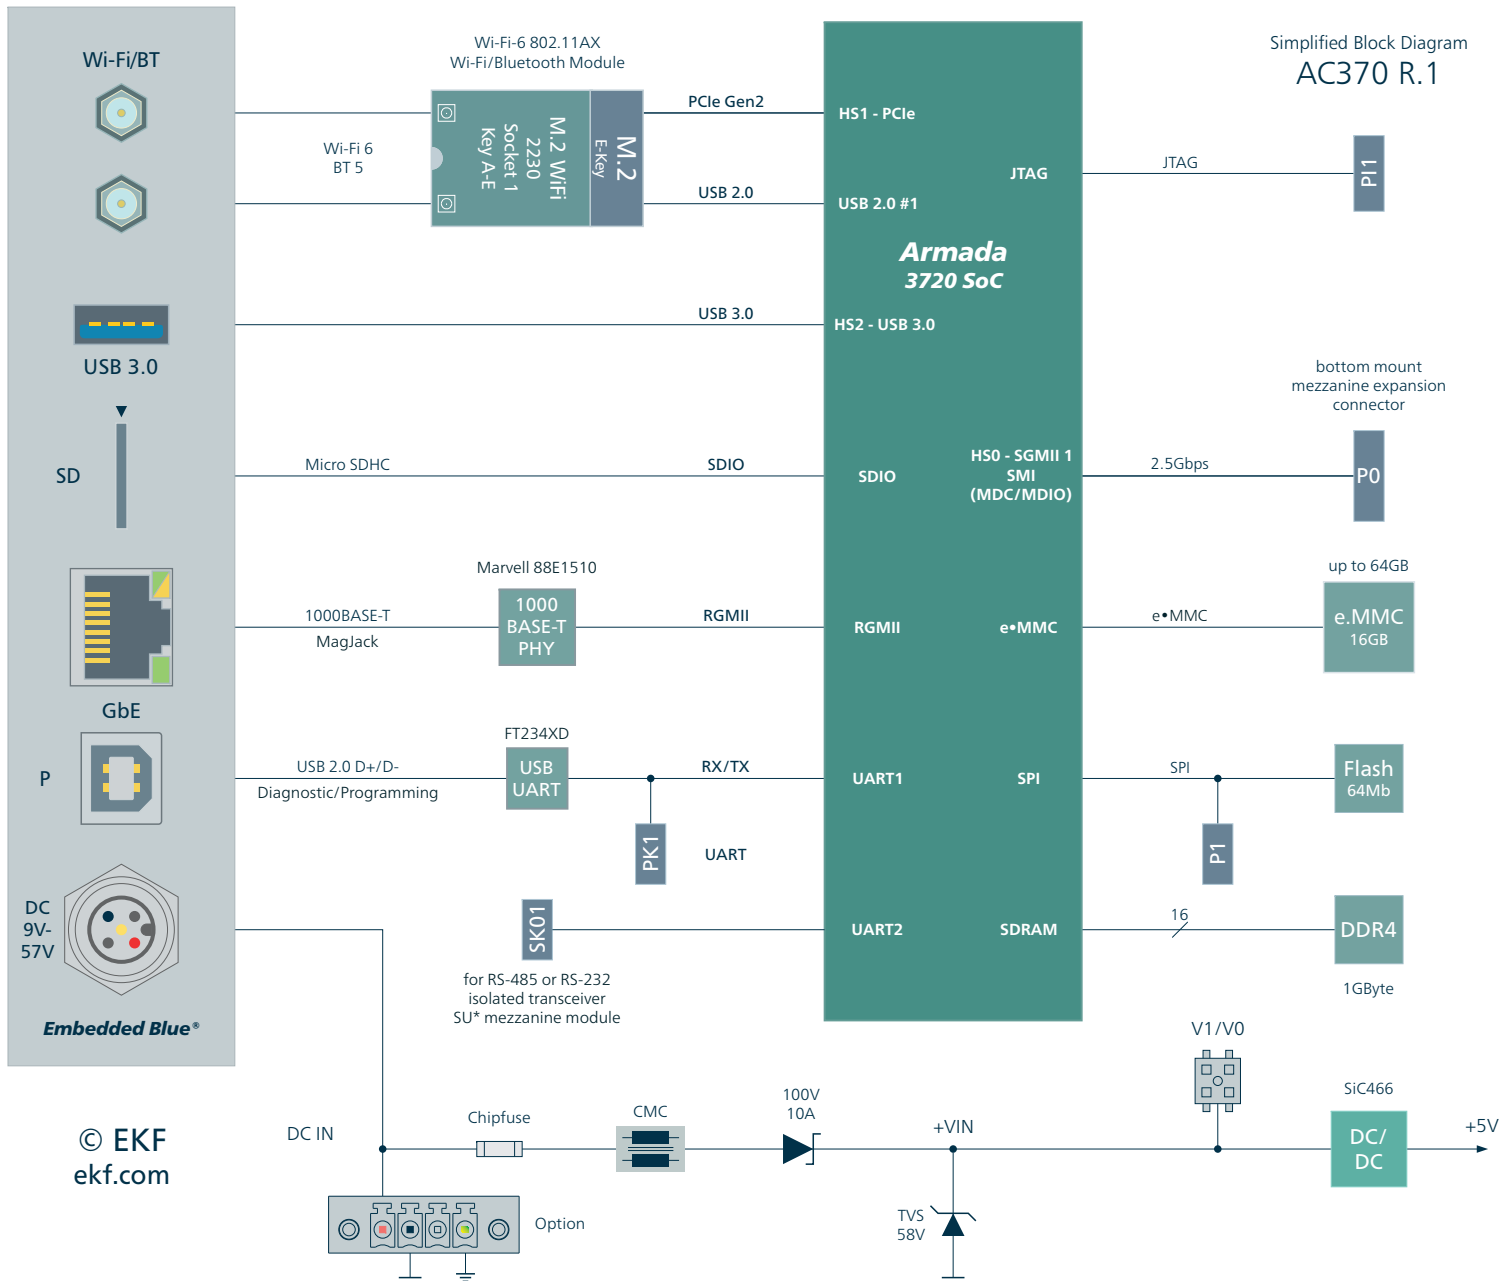 Simplified Block Diagram
AC370 R.1
Wi-Fi/BT
Wi-Fi-6 802.11AX
Wi-Fi/Bluetooth Module
Wi-Fi 6
BT 5
M.2 WiFi
2230
Socket 1
Key A-E
M.2
E-Key
PCIe Gen2
USB 2.0
HS1 - PCIe
USB 2.0 #1
JTAG
JTAG
PI1
Armada
3720 SoC
USB 3.0
USB 3.0
HS2 - USB 3.0
bottom mount
mezzanine expansion
connector
SD
Micro SDHC
SDIO
SDIO
HS0 - SGMII 1
SMI
(MDC/MDIO)
2.5Gbps
P0
GbE
1000BASE-T
MagJack
Marvell 88E1510
1000
BASE-T
PHY
RGMII
RGMII
e•MMC
e•MMC
up to 64GB
e.MMC
16GB
P
USB 2.0 D+/D-
Diagnostic/Programming
FT234XD
USB
UART
RX/TX
PK1
UART
UART1
SPI
SPI
P1
Flash
64Mb
DC
9V-
57V
SK01
for RS-485 or RS-232
isolated transceiver
SU* mezzanine module
UART2
SDRAM
16
DDR4
1GByte
Embedded Blue®
© EKF
ekf.com
DC IN
Chipfuse
CMC
100V
10A
+VIN
V1/V0
SiC466
DC/
DC
+5V
Option
TVS
58V